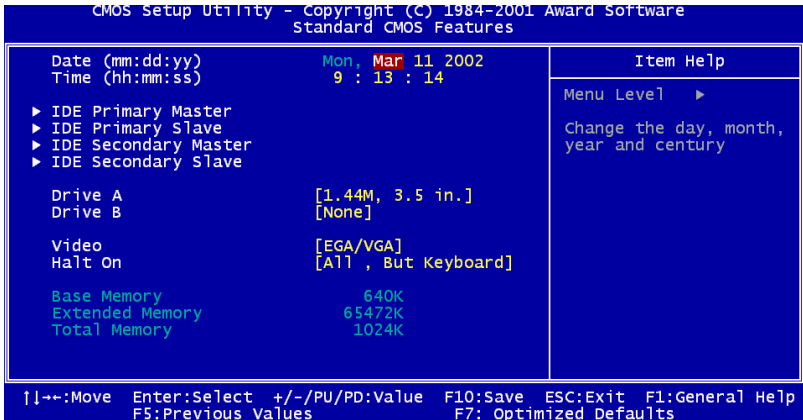 CMOS Setup Utility - Copyright (C) 1984-2001 Award Software
Standard CMOS Features
Date (mm:dd:yy) Mon, Mar 11 2002
Time (hh:mm:ss) 9 : 13 : 14
▶ IDE Primary Master
▶ IDE Primary Slave
▶ IDE Secondary Master
▶ IDE Secondary Slave
Drive A [1.44M, 3.5 in.]
Drive B [None]
Video [EGA/VGA]
Halt On [All , But Keyboard]
Base Memory 640K
Extended Memory 65472K
Total Memory 1024K
Item Help
Menu Level ▶
Change the day, month,
year and century
↑↓→←:Move Enter:Select +/-/PU/PD:Value F10:Save ESC:Exit F1:General Help
F5:Previous Values F7: Optimized Defaults